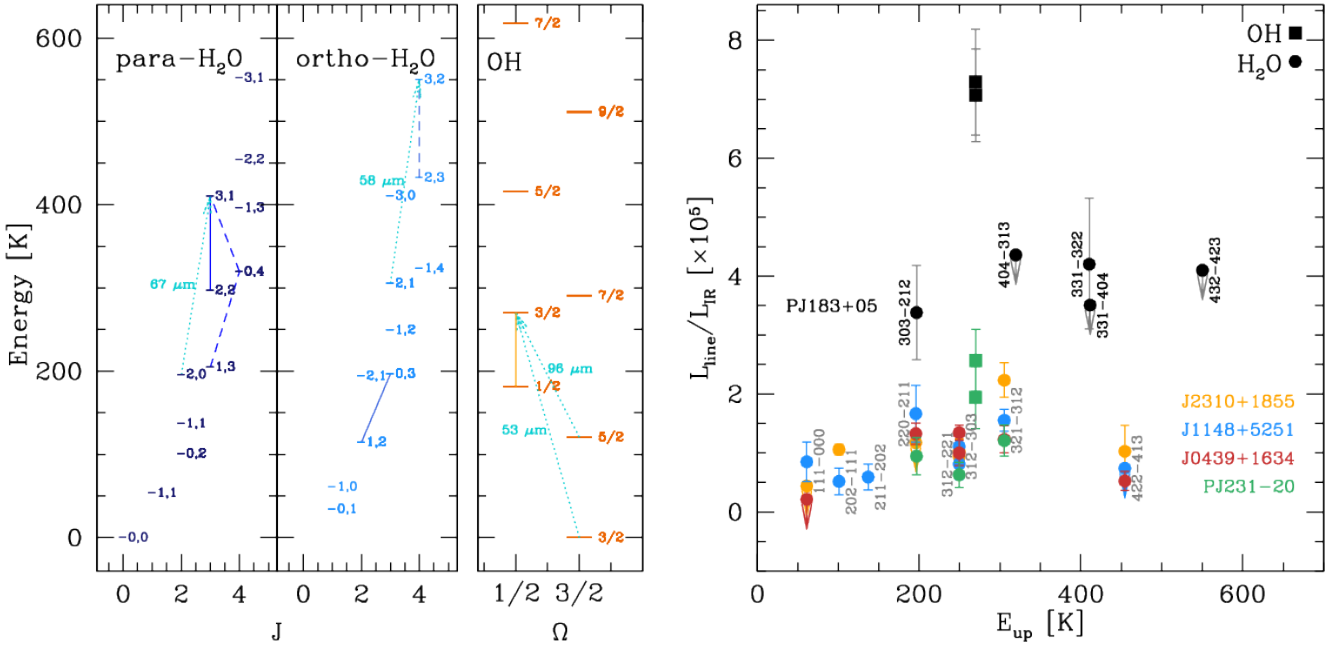 600
400
200
0
Energy [K]
para-H₂O
-3,1
-2,2
-3,1
-1,3
67 μm
-0,4
-2,2
-1,3
-2,0
-1,1
-0,2
-1,1
-0,0
0 2 4
ortho-H₂O
-3,2
58 μm
-2,3
-3,0
-1,4
-2,1
-1,2
-2,1 -0,3
-1,2
-1,0
-0,1
0 2 4
J
OH
7/2
9/2
5/2
7/2
3/2
96 μm
1/2
53 μm
5/2
3/2
1/2 3/2
Ω
L_line/L_IR [×10⁵]
8
6
4
2
0
OH
H₂O
PJ183+05
303-212
404-313
331-322
331-404
432-423
111-000
202-111
211-202
220-211
312-221
312-303
321-312
422-413
J2310+1855
J1148+5251
J0439+1634
PJ231-20
0 200 400 600
E_up [K]